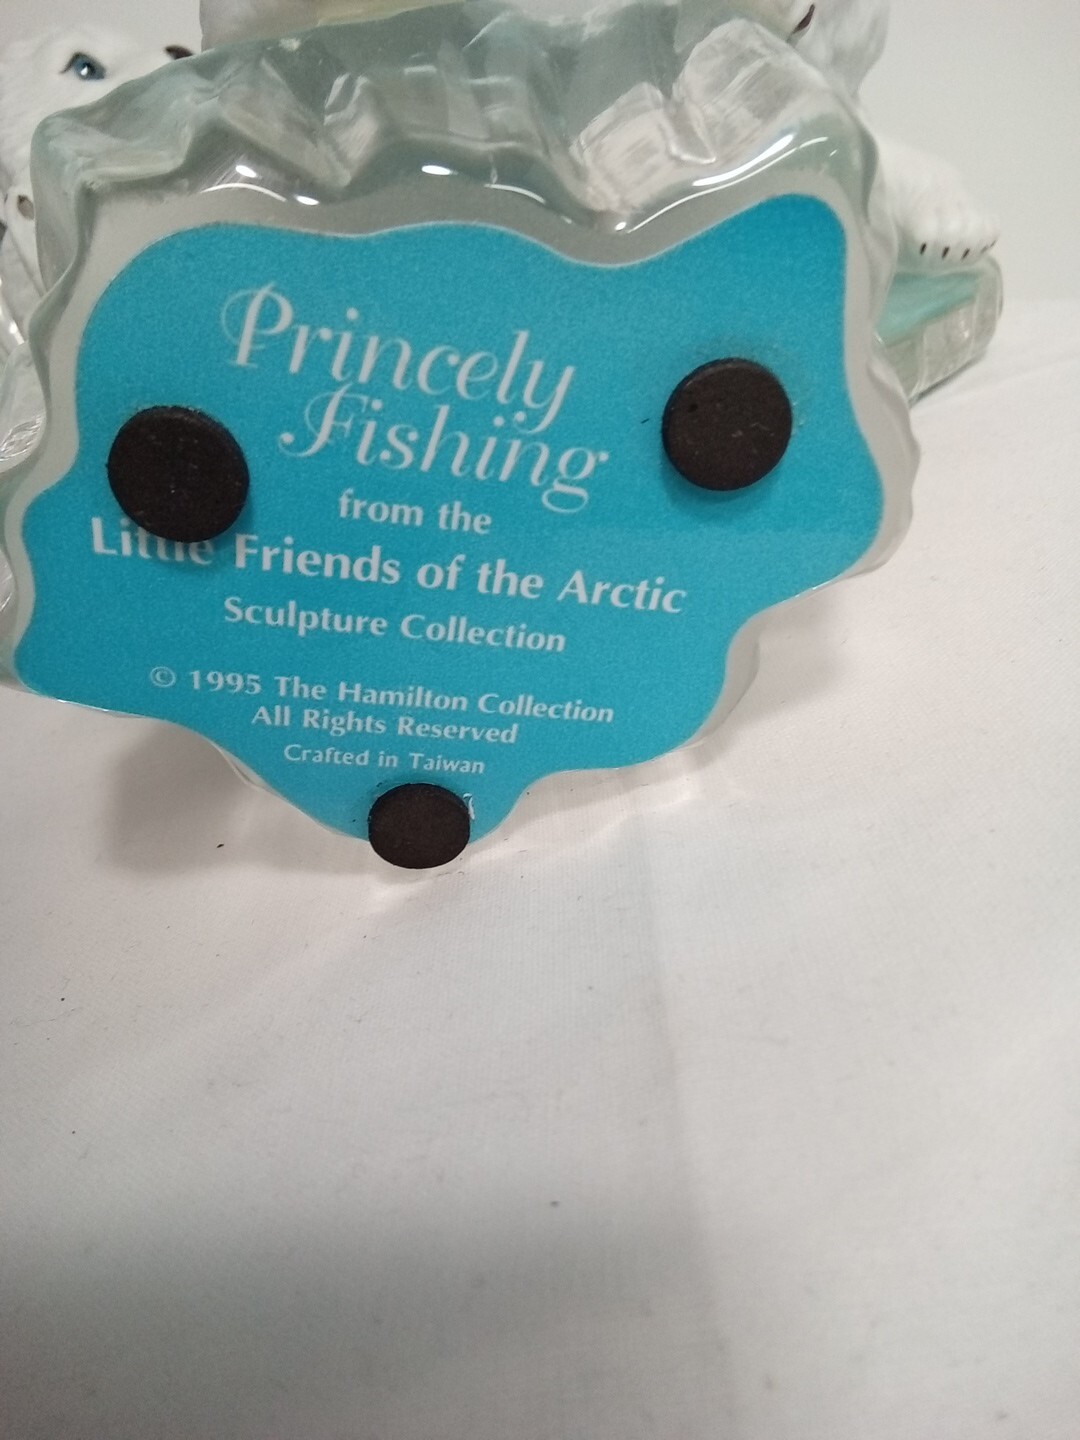 Princely
Fishing
from the
Little Friends of the Arctic
Sculpture Collection
© 1995 The Hamilton Collection
All Rights Reserved
Crafted in Taiwan